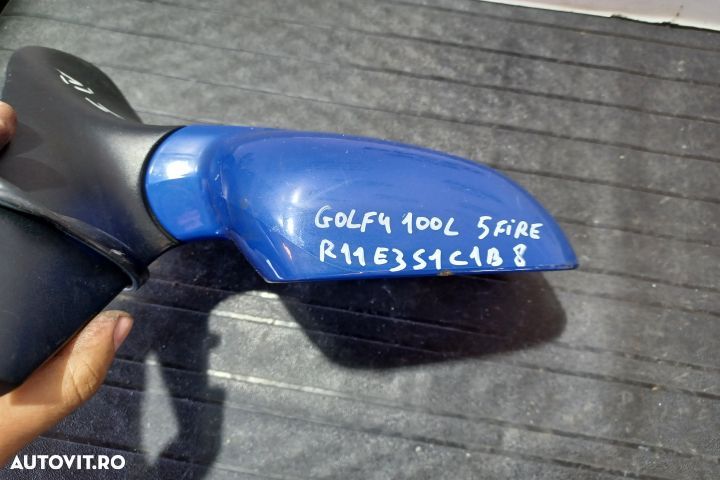 GOLF4 100L 5FiRE
R11E3S1C1B8
AUTOVIT.RO